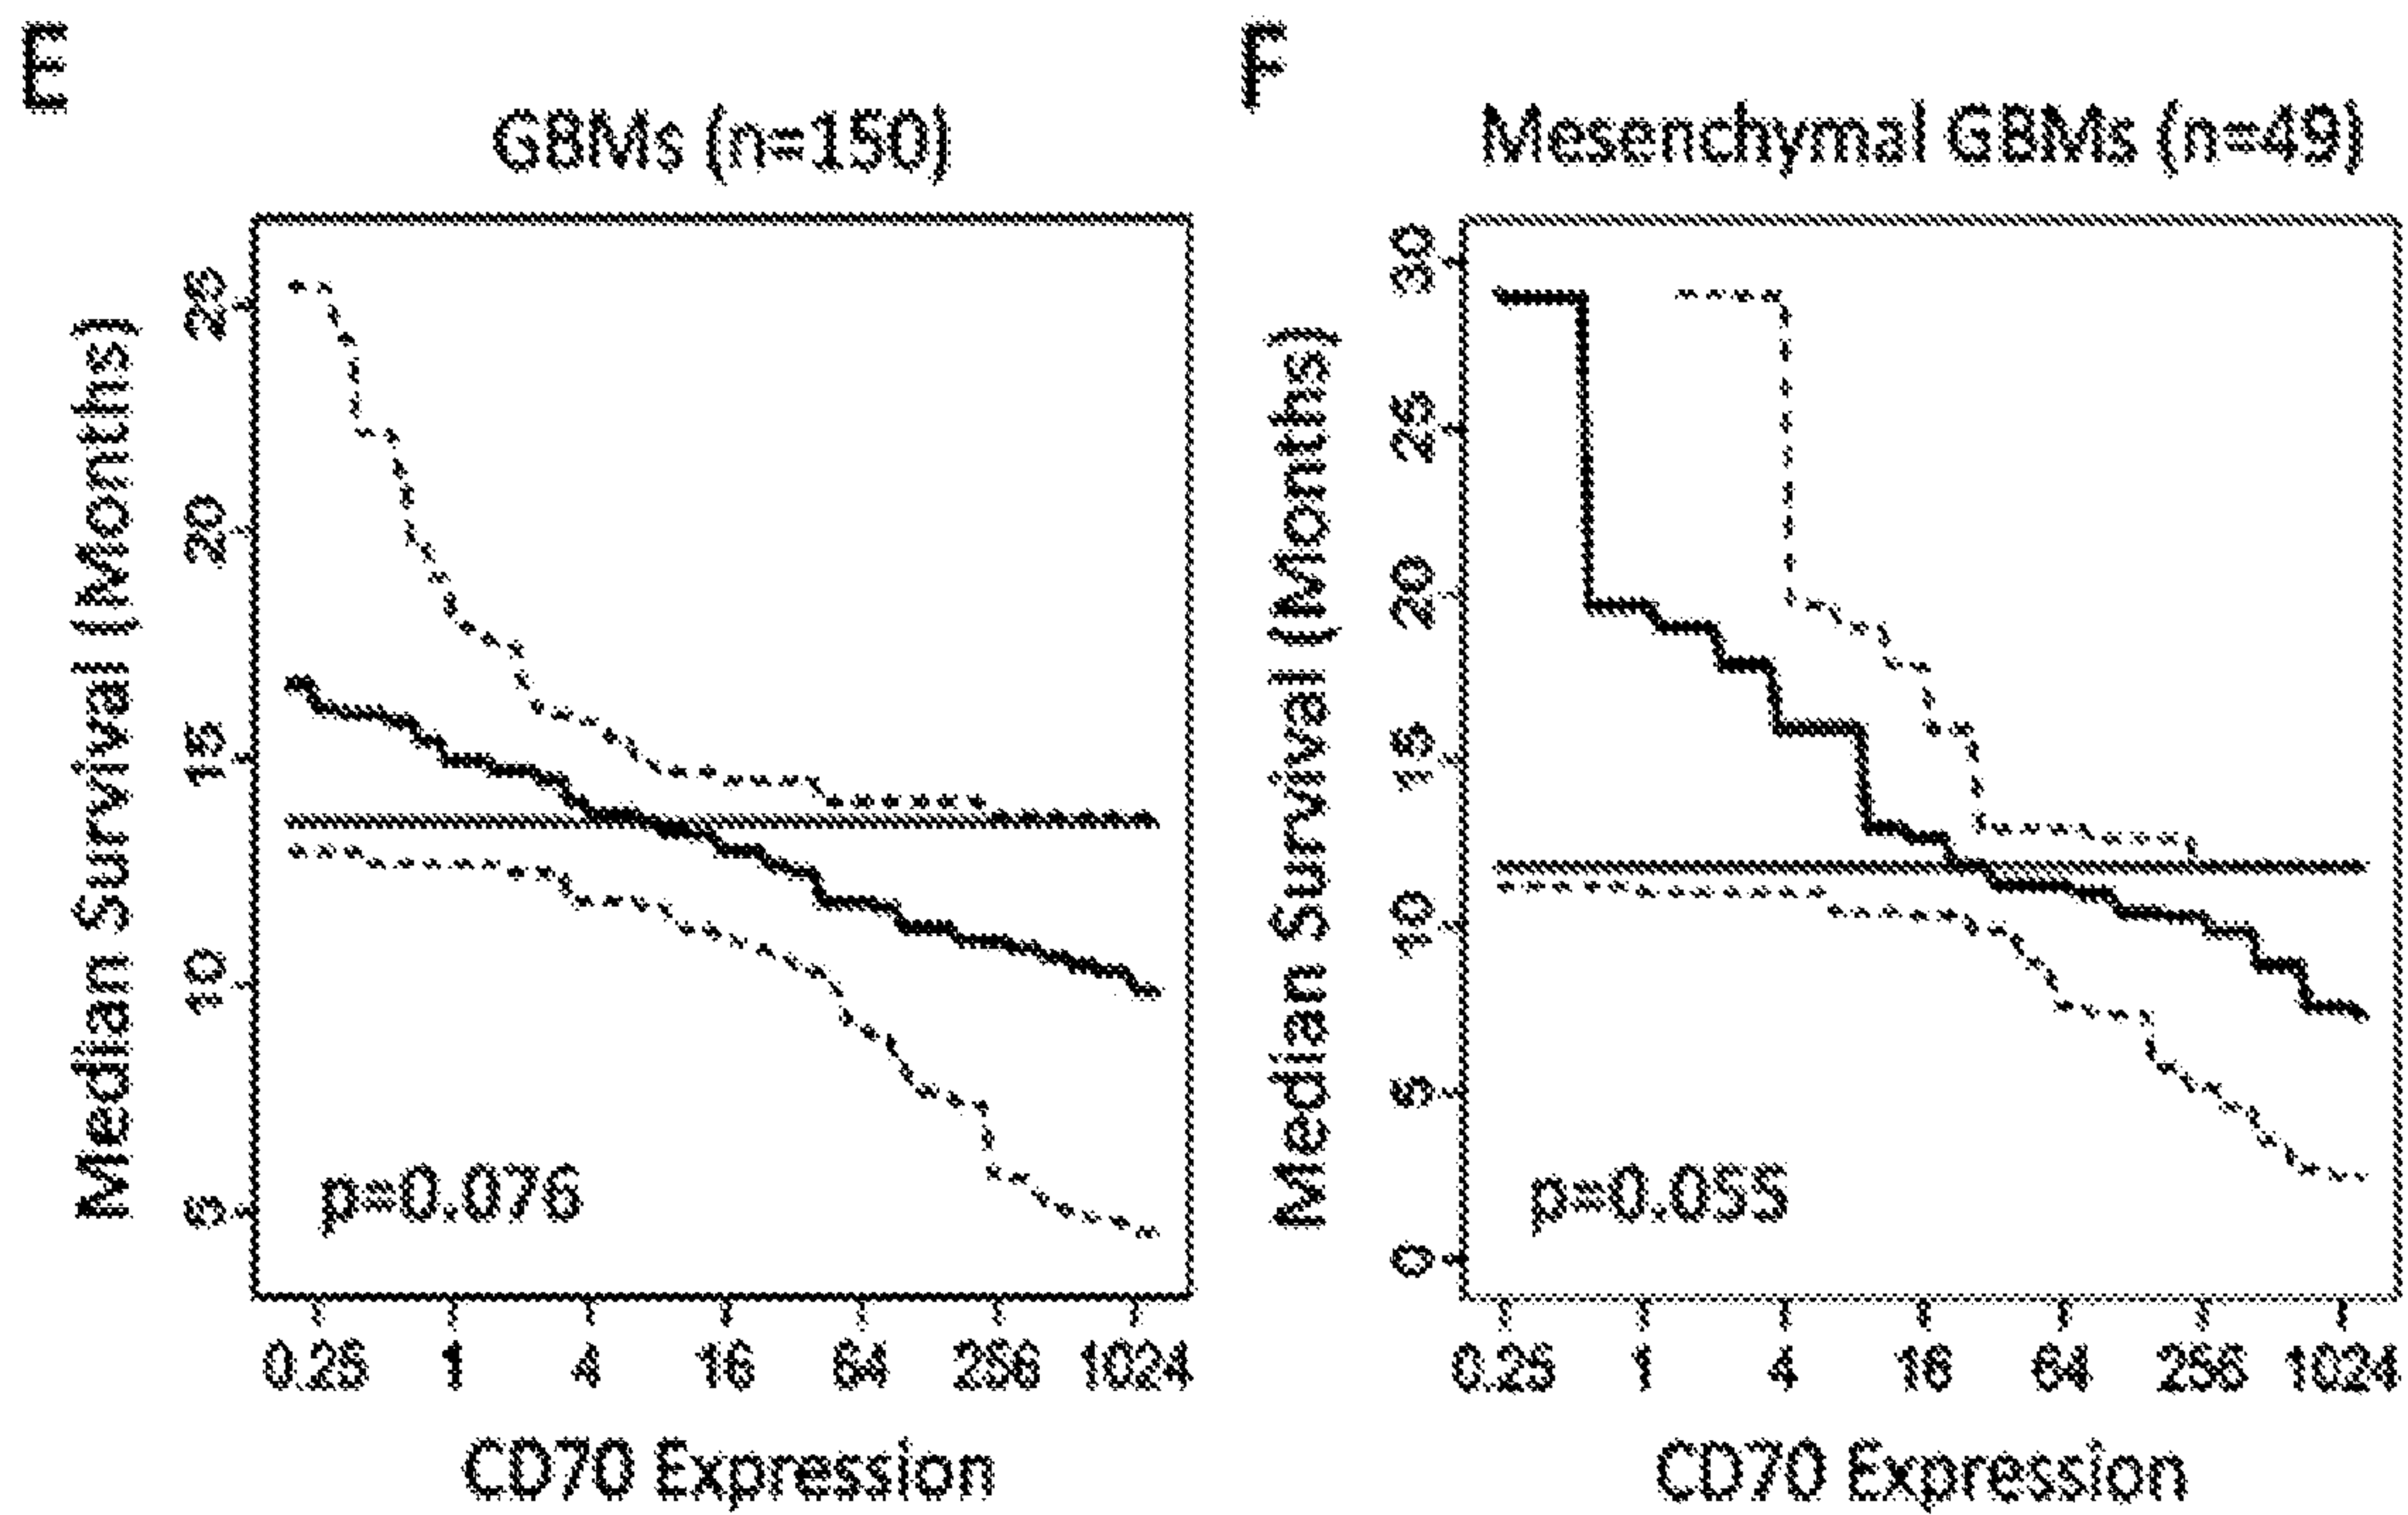 E
GBMs (n=150)
Median Survival (Months)
25
20
15
10
5
p=0.076
0.25 1 4 16 64 256 1024
CD70 Expression
F
Mesenchymal GBMs (n=49)
Median Survival (Months)
30
25
20
15
10
5
0
p=0.055
0.25 1 4 16 64 256 1024
CD70 Expression